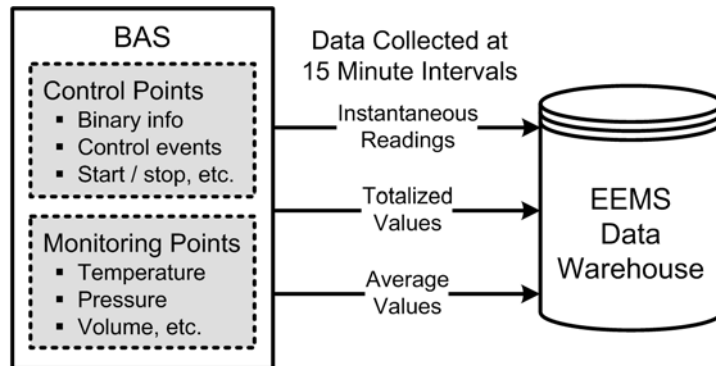 BAS
Control Points
▪ Binary info
▪ Control events
▪ Start / stop, etc.
Monitoring Points
▪ Temperature
▪ Pressure
▪ Volume, etc.
Data Collected at
15 Minute Intervals
Instantaneous
Readings
Totalized
Values
Average
Values
EEMS
Data
Warehouse